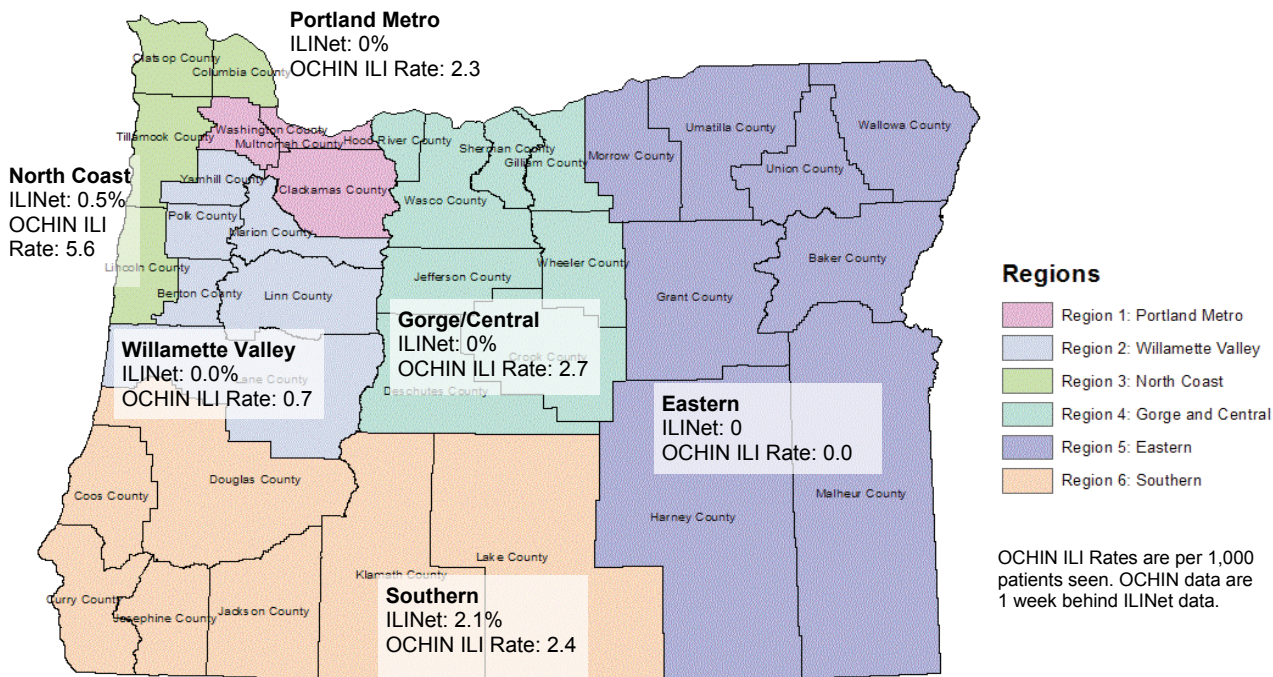 Portland Metro
ILINet: 0%
OCHIN ILI Rate: 2.3
Clatsop County
Columbia County
Tillamook County
Washington County
Multnomah County
Hood River County
Sherman County
Gilliam County
Morrow County
Umatilla County
Wallowa County
Union County
North Coast
ILINet: 0.5%
OCHIN ILI
Rate: 5.6
Yamhill County
Clackamas County
Wasco County
Polk County
Marion County
Lincoln County
Benton County
Linn County
Jefferson County
Wheeler County
Grant County
Baker County
Willamette Valley
ILINet: 0.0%
OCHIN ILI Rate: 0.7
Lane County
Gorge/Central
ILINet: 0%
OCHIN ILI Rate: 2.7
Crook County
Deschutes County
Eastern
ILINet: 0
OCHIN ILI Rate: 0.0
Coos County
Douglas County
Harney County
Malheur County
Curry County
Josephine County
Jackson County
Klamath County
Lake County
Southern
ILINet: 2.1%
OCHIN ILI Rate: 2.4
Regions
Region 1: Portland Metro
Region 2: Willamette Valley
Region 3: North Coast
Region 4: Gorge and Central
Region 5: Eastern
Region 6: Southern
OCHIN ILI Rates are per 1,000
patients seen. OCHIN data are
1 week behind ILINet data.